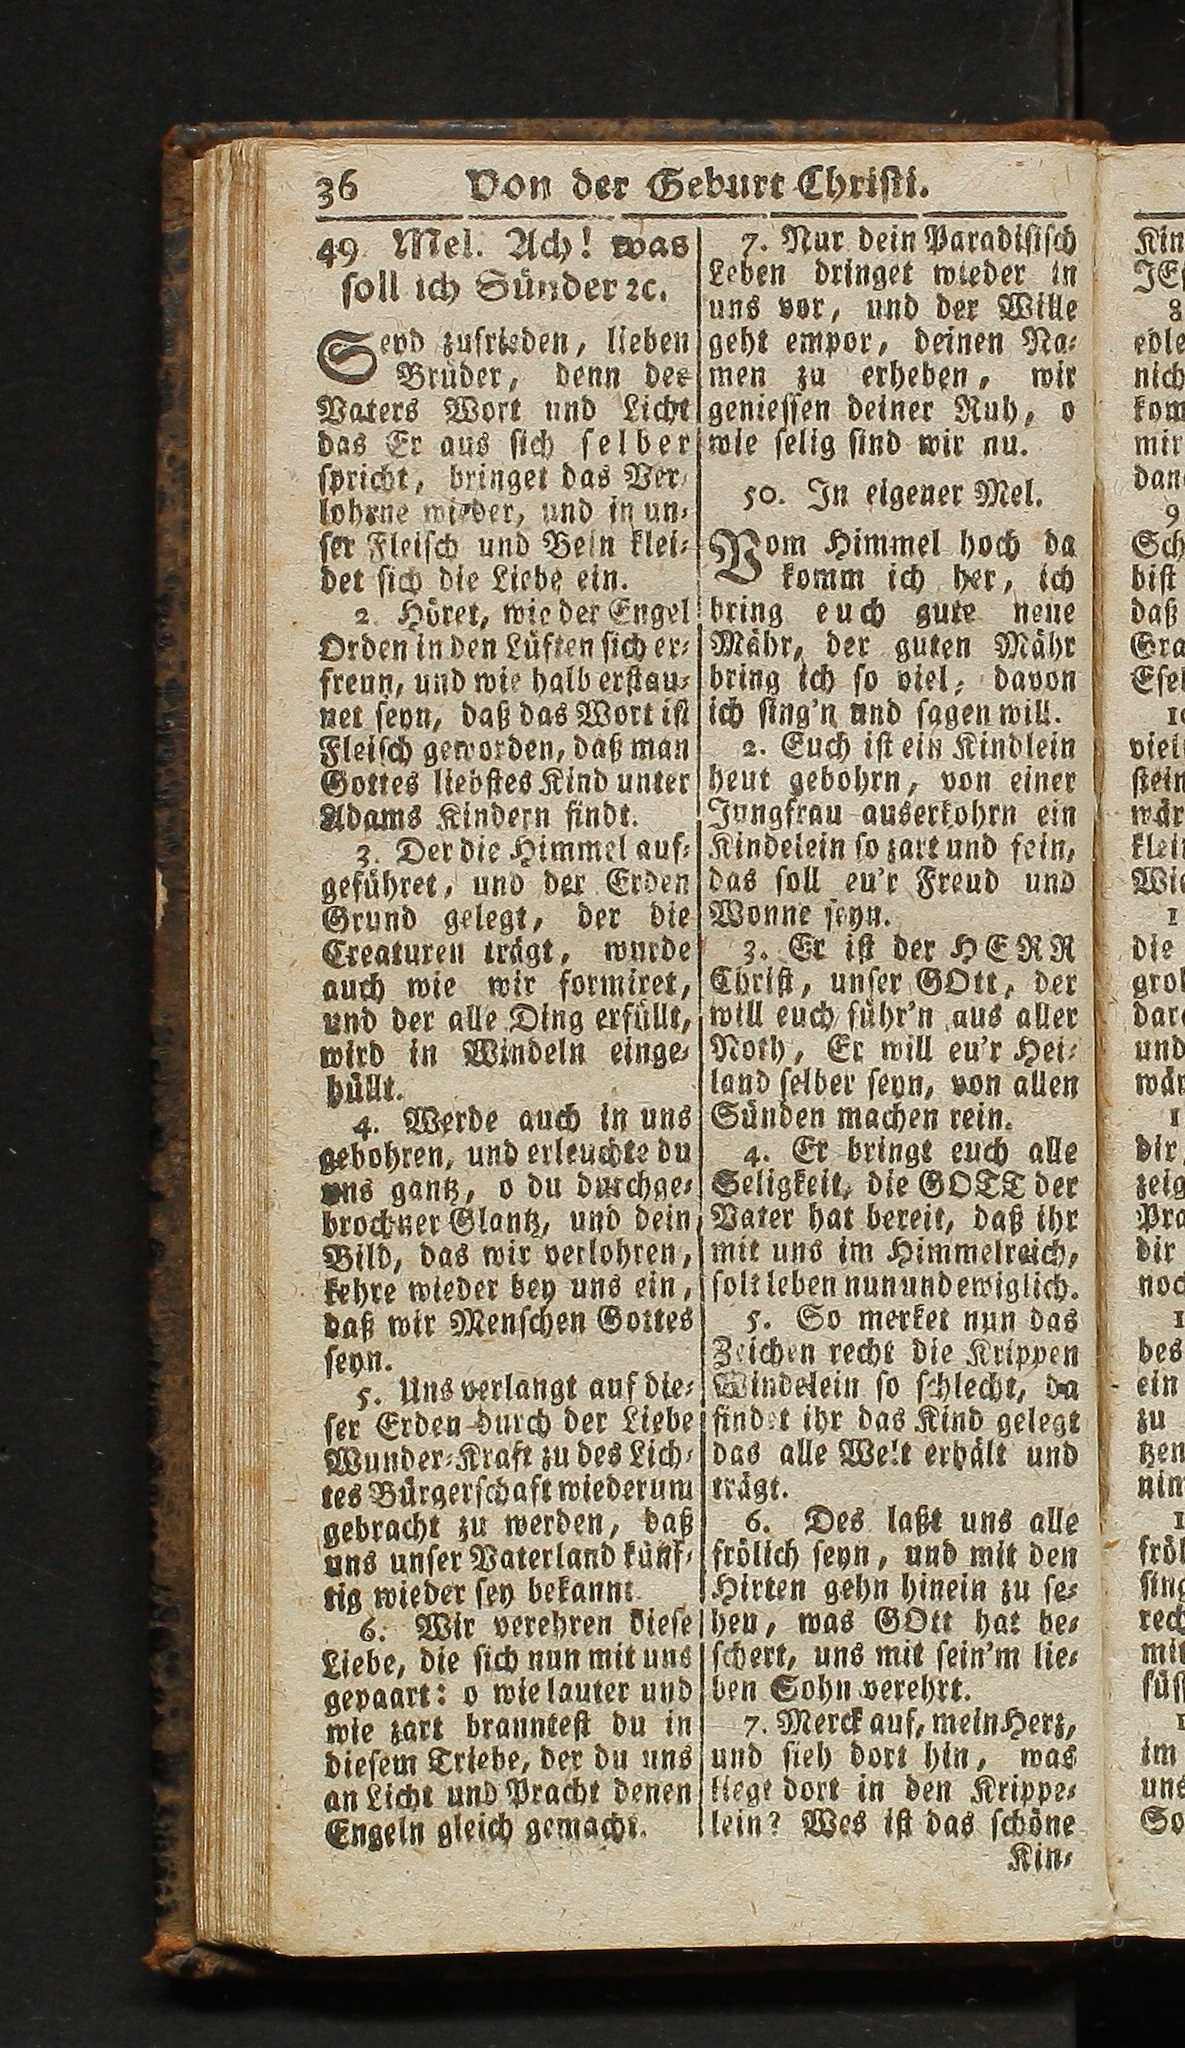 36 Von der Geburt Christi.
49 Mel. Ach! was
soll ich Sünder ꝛc.
Seyd zufrieden, lieben
Brüder, denn des
Vaters Wort und Licht
das Er aus sich selber
spricht, bringet das Ver-
lohrne wieder, und in un-
ser Fleisch und Bein klei-
det sich die Liebe ein.
2. Höret, wie der Engel
Orden in den Lüften sich er-
freun, und wie halb erstau-
net seyn, daß das Wort ist
Fleisch geworden, daß man
Gottes liebstes Kind unter
Adams Kindern findt.
3. Der die Himmel auf-
geführet, und der Erden
Grund gelegt, der die
Creaturen trägt, wurde
auch wie wir formiret,
und der alle Ding erfüllt,
wird in Windeln einge-
hüllt.
4. Werde auch in uns
gebohren, und erleuchte du
uns gantz, o du durchge-
brochner Glantz, und dein
Bild, das wir verlohren,
kehre wieder bey uns ein,
daß wir Menschen Gottes
seyn.
5. Uns verlangt auf die-
ser Erden durch der Liebe
Wunder-Kraft zu des Lich-
tes Bürgerschaft wiederum
gebracht zu werden, daß
uns unser Vaterland künf-
tig wieder sey bekannt
6. Wir verehren diese
Liebe, die sich nun mit uns
gepaart: o wie lauter und
wie zart branntest du in
diesem Triebe, der du uns
an Licht und Pracht denen
Engeln gleich gemacht.
7. Nur dein Paradisisch
Leben dringet wieder in
uns vor, und der Wille
geht empor, deinen Na-
men zu erheben, wir
geniessen deiner Ruh, o
wie selig sind wir nu.
50. In eigener Mel.
Vom Himmel hoch da
komm ich her, ich
bring euch gute neue
Mähr, der guten Mähr
bring ich so viel, davon
ich sing'n und sagen will.
2. Euch ist ein Kindlein
heut gebohrn, von einer
Jungfrau auserkohrn ein
Kindelein so zart und fein,
das soll eu'r Freud und
Wonne seyn.
3. Er ist der HERR
Christ, unser GOtt, der
will euch führ'n aus aller
Noth, Er will eu'r Hei-
land selber seyn, von allen
Sünden machen rein.
4. Er bringt euch alle
Seligkeit, die GOTT der
Vater hat bereit, daß ihr
mit uns im Himmelreich,
solt leben nun und ewiglich.
5. So merket nun das
Zeichen recht die Krippen
Windelein so schlecht, da
findet ihr das Kind gelegt
das alle Welt erhält und
trägt.
6. Des laßt uns alle
frölich seyn, und mit den
Hirten gehn hinein zu se-
hen, was GOtt hat be-
schert, uns mit sein'm lie-
ben Sohn verehrt.
7. Merck auf, mein Herz,
und sieh dort hin, was
liegt dort in den Krippe-
lein? Wes ist das schöne
Kin-